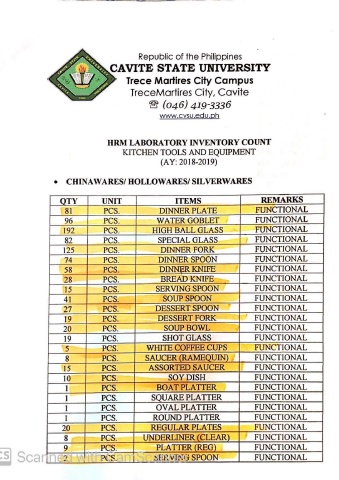 Republic of the Philippines
CAVITE STATE UNIVERSITY
Trece Martires City Campus
TreceMartires City, Cavite
☎ (046) 419-3336
www.cvsu.edu.ph
HRM LABORATORY INVENTORY COUNT
KITCHEN TOOLS AND EQUIPMENT
(AY: 2018-2019)
• CHINAWARES/ HOLLOWARES/ SILVERWARES
QTY UNIT ITEMS REMARKS
81 PCS. DINNER PLATE FUNCTIONAL
96 PCS. WATER GOBLET FUNCTIONAL
192 PCS. HIGH BALL GLASS FUNCTIONAL
82 PCS. SPECIAL GLASS FUNCTIONAL
125 PCS. DINNER FORK FUNCTIONAL
74 PCS. DINNER SPOON FUNCTIONAL
58 PCS. DINNER KNIFE FUNCTIONAL
28 PCS. BREAD KNIFE FUNCTIONAL
15 PCS. SERVING SPOON FUNCTIONAL
41 PCS. SOUP SPOON FUNCTIONAL
27 PCS. DESSERT SPOON FUNCTIONAL
19 PCS. DESSERT FORK FUNCTIONAL
20 PCS. SOUP BOWL FUNCTIONAL
19 PCS. SHOT GLASS FUNCTIONAL
5 PCS. WHITE COFFEE CUPS FUNCTIONAL
8 PCS. SAUCER (RAMEQUIN) FUNCTIONAL
15 PCS. ASSORTED SAUCER FUNCTIONAL
10 PCS. SOY DISH FUNCTIONAL
1 PCS. BOAT PLATTER FUNCTIONAL
1 PCS. SQUARE PLATTER FUNCTIONAL
1 PCS. OVAL PLATTER FUNCTIONAL
1 PCS. ROUND PLATTER FUNCTIONAL
20 PCS. REGULAR PLATES FUNCTIONAL
8 PCS. UNDERLINER (CLEAR) FUNCTIONAL
9 PCS. PLATTER (REG) FUNCTIONAL
2 PCS. SERVING SPOON FUNCTIONAL
CS Scanned with